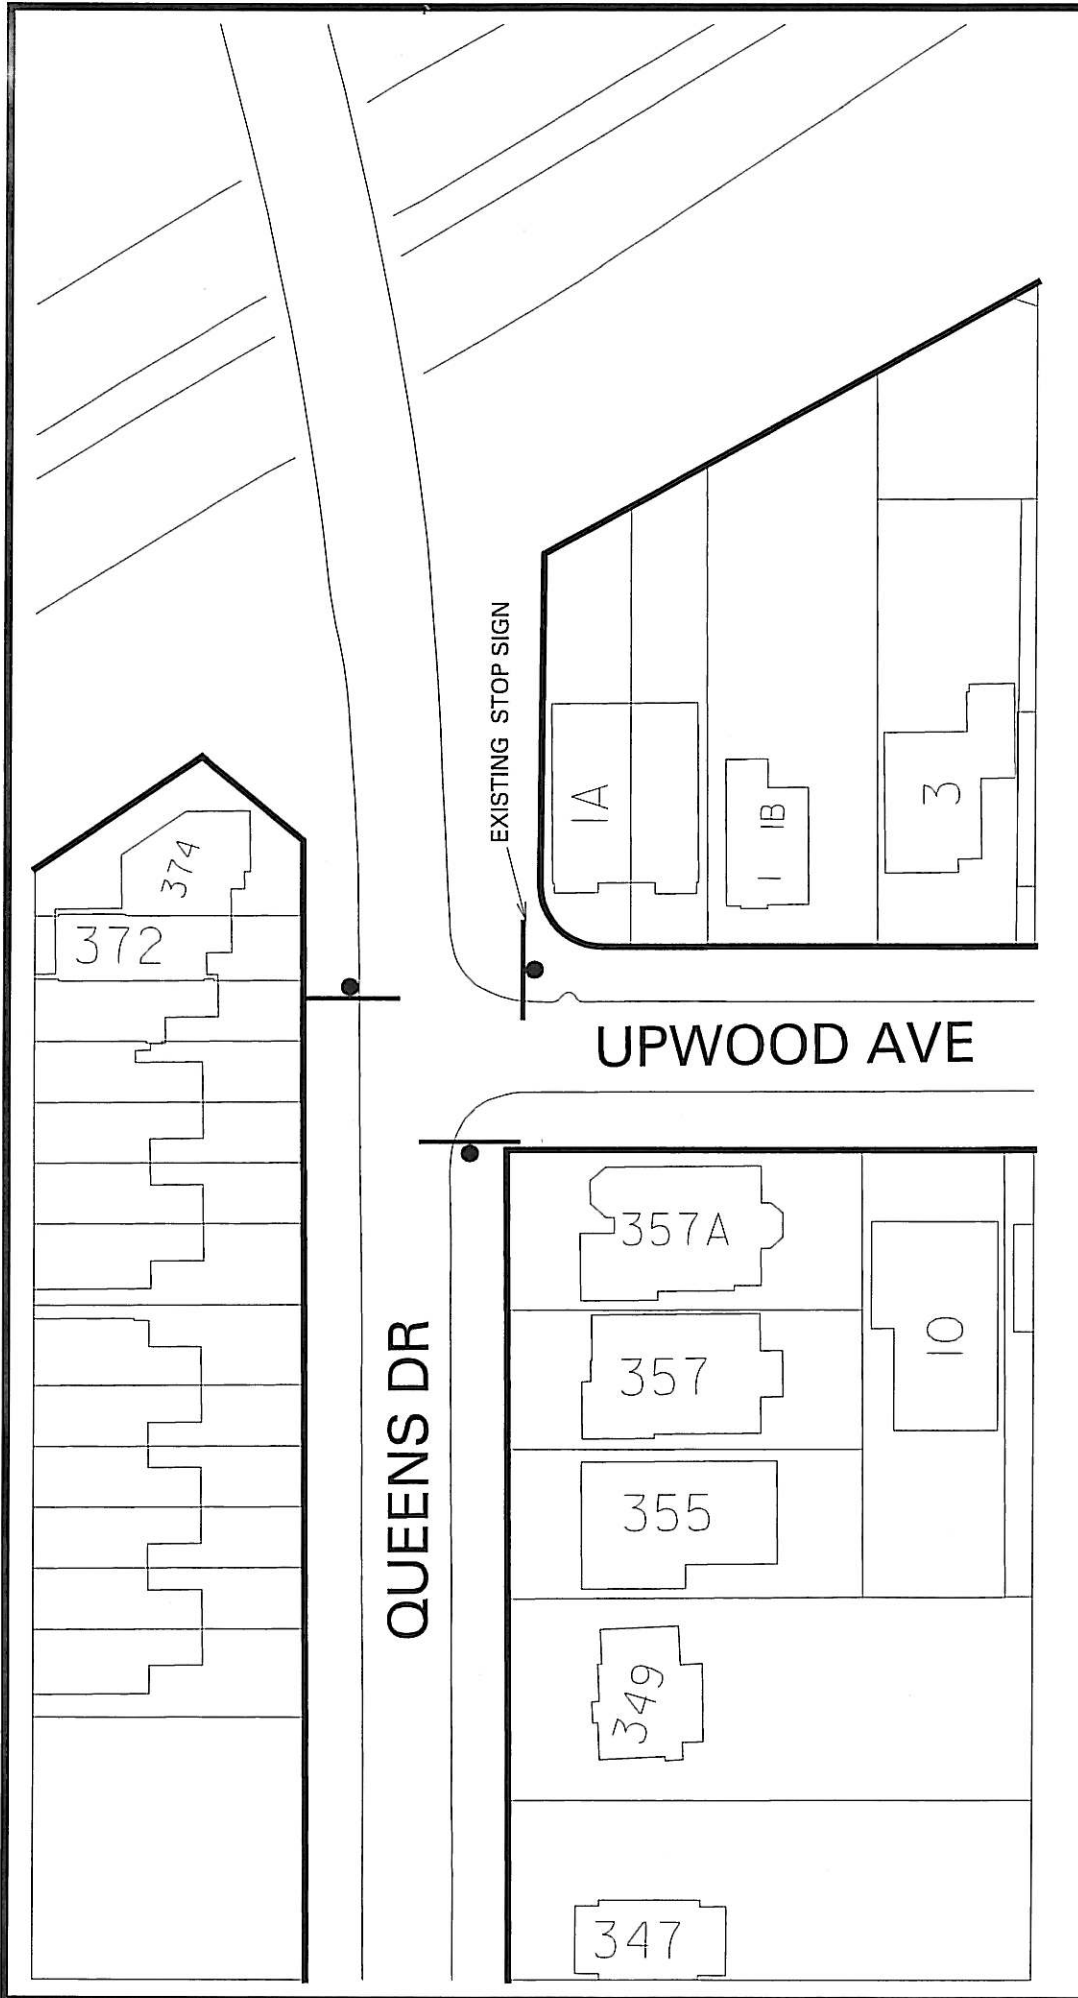 EXISTING STOP SIGN
1A
1 1B
3
374
372
UPWOOD AVE
357A
10
357
QUEENS DR
355
349
347